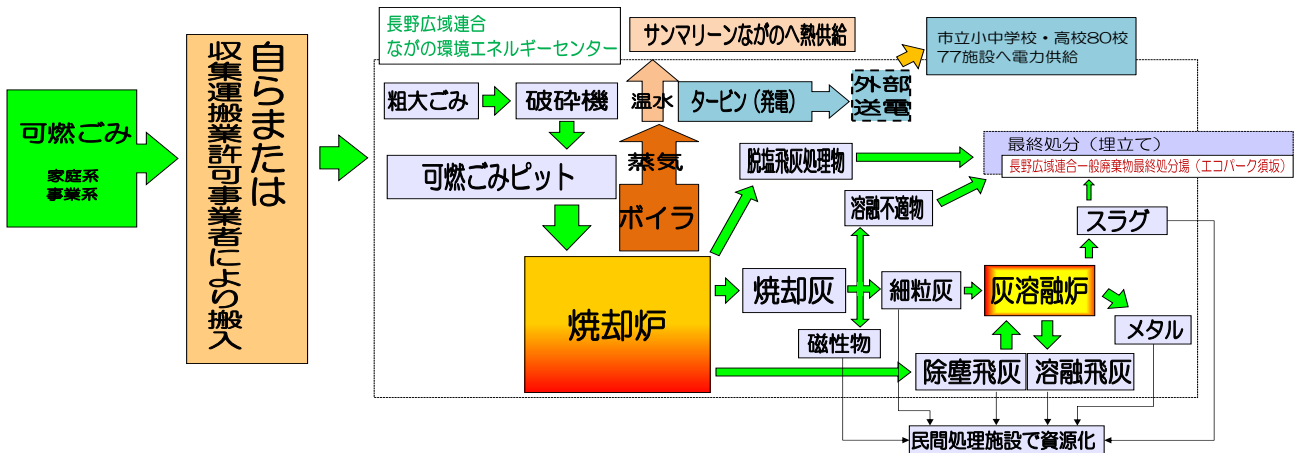 可燃ごみ
家庭系
事業系
自らまたは
収集運搬業許可事業者により搬入
長野広域連合
ながの環境エネルギーセンター
サンマリーンながのへ熱供給
市立小中学校・高校80校
77施設へ電力供給
粗大ごみ
破砕機
温水
タービン(発電)
外部
送電
可燃ごみピット
蒸気
ボイラ
脱塩飛灰処理物
最終処分(埋立て)
長野広域連合一般廃棄物最終処分場(エコパーク須坂)
溶融不適物
スラグ
焼却炉
焼却灰
細粒灰
灰溶融炉
磁性物
メタル
除塵飛灰
溶融飛灰
民間処理施設で資源化